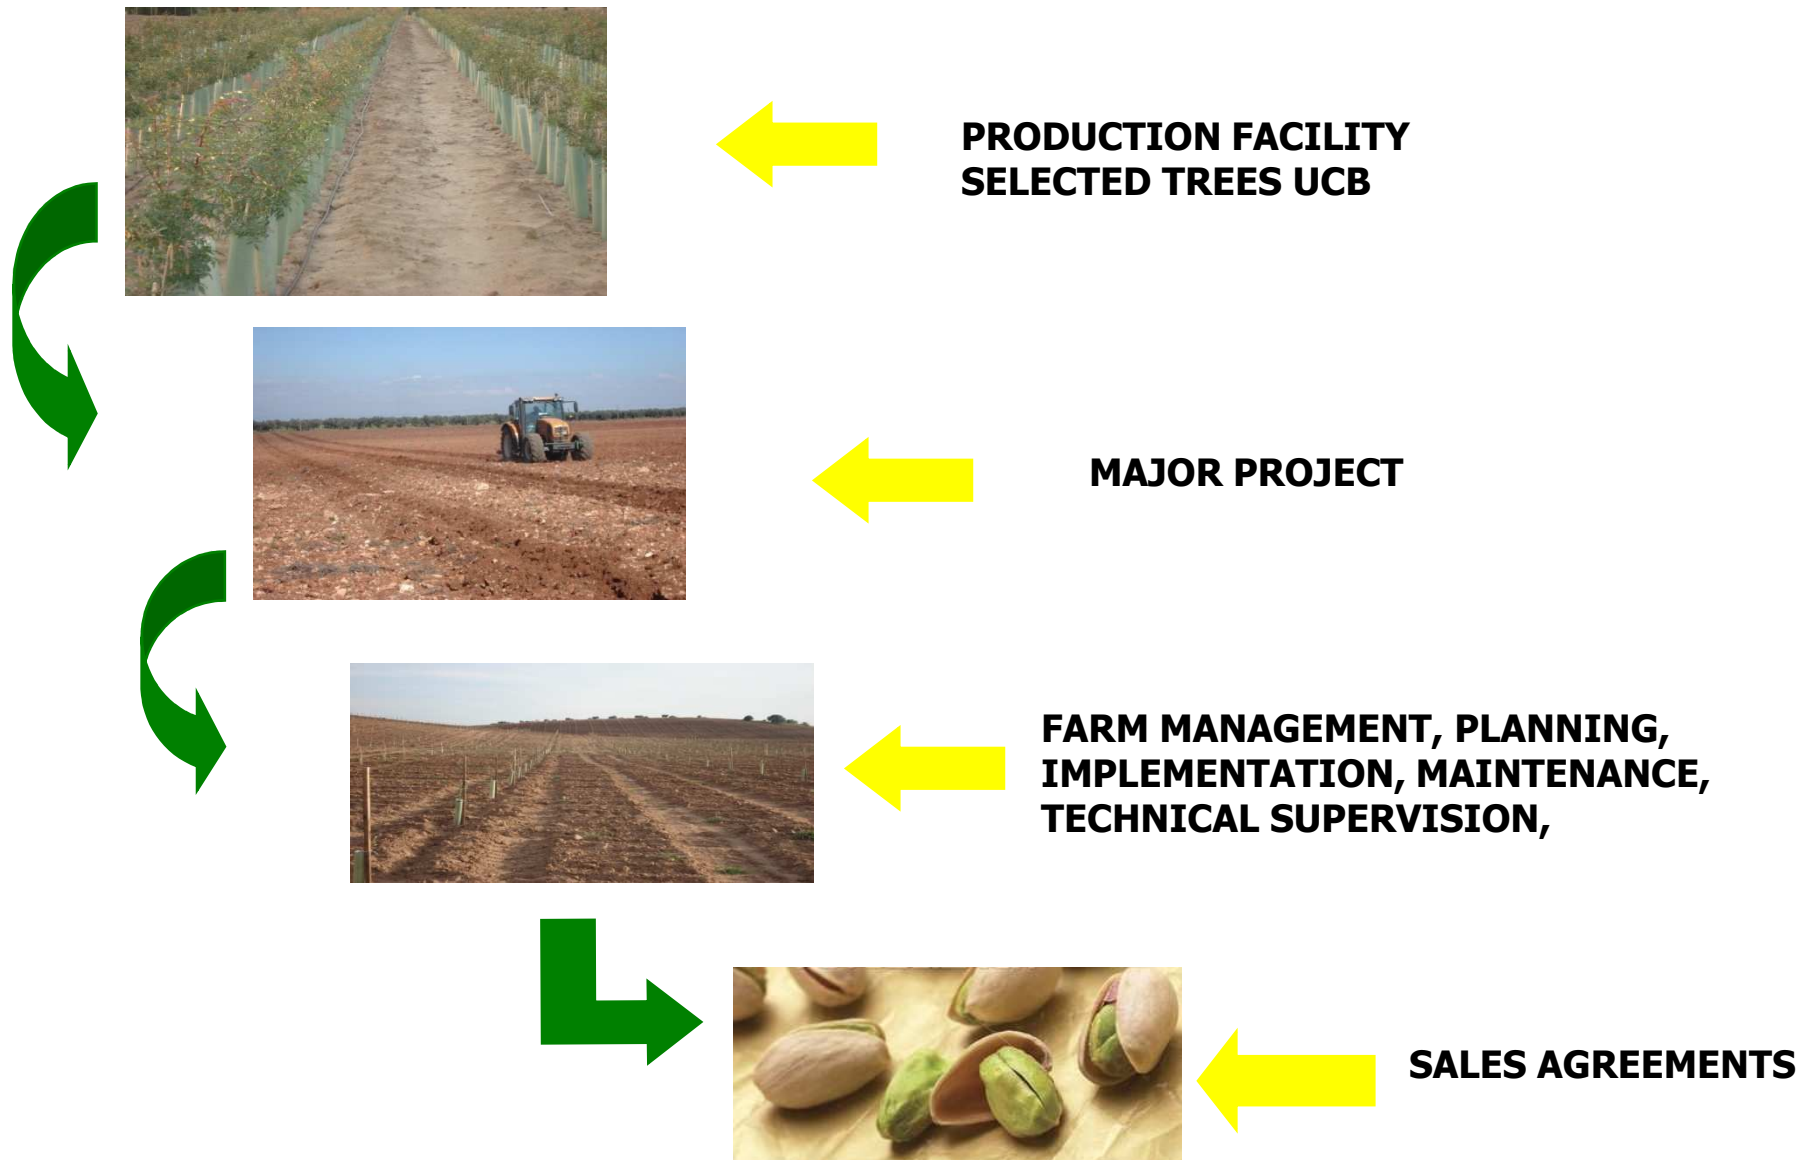 PRODUCTION FACILITY
SELECTED TREES UCB
MAJOR PROJECT
FARM MANAGEMENT, PLANNING,
IMPLEMENTATION, MAINTENANCE,
TECHNICAL SUPERVISION,
SALES AGREEMENTS